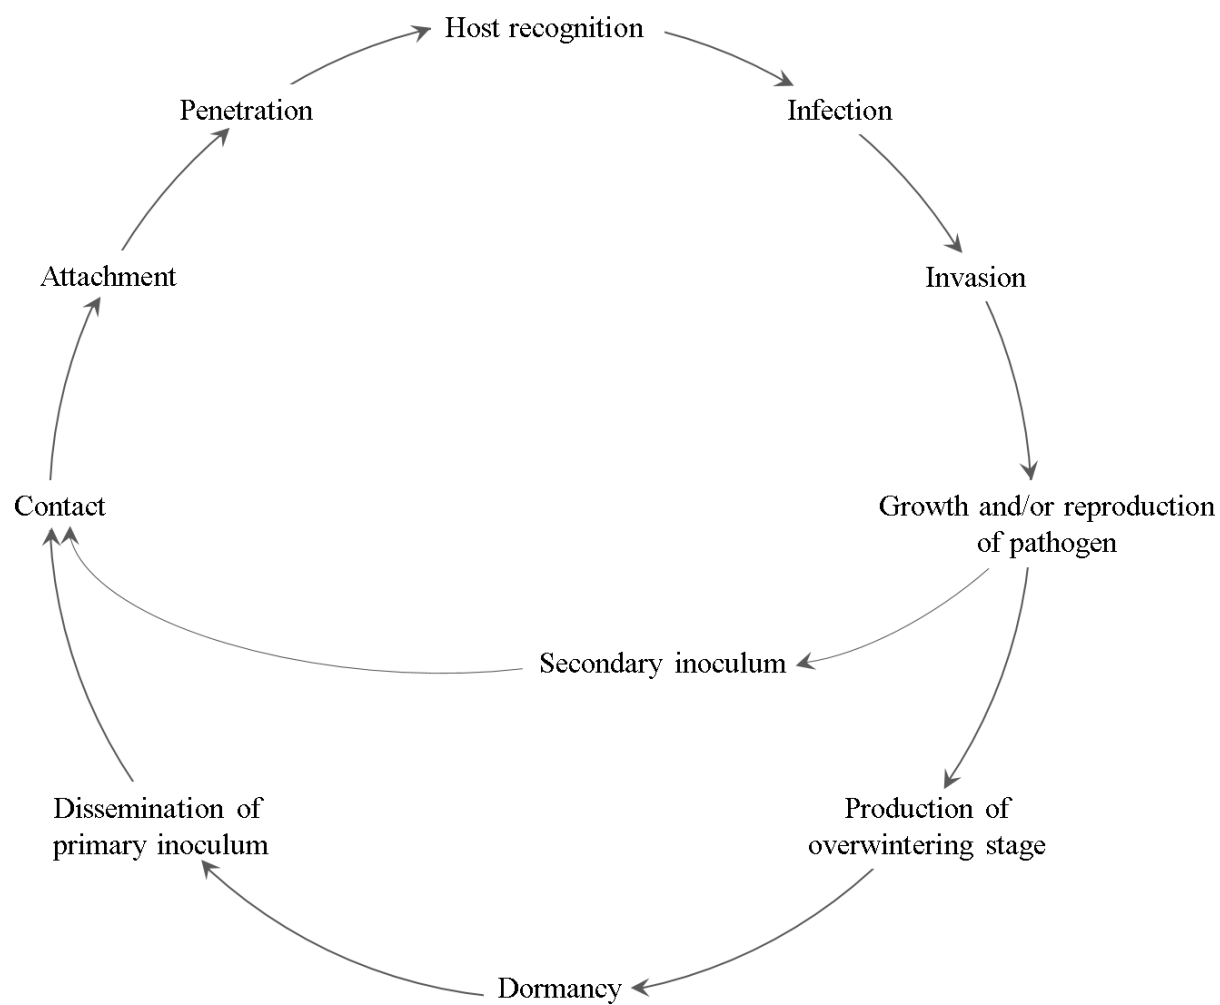 Host recognition
Penetration
Infection
Attachment
Invasion
Contact
Growth and/or reproduction
of pathogen
Secondary inoculum
Dissemination of
primary inoculum
Production of
overwintering stage
Dormancy